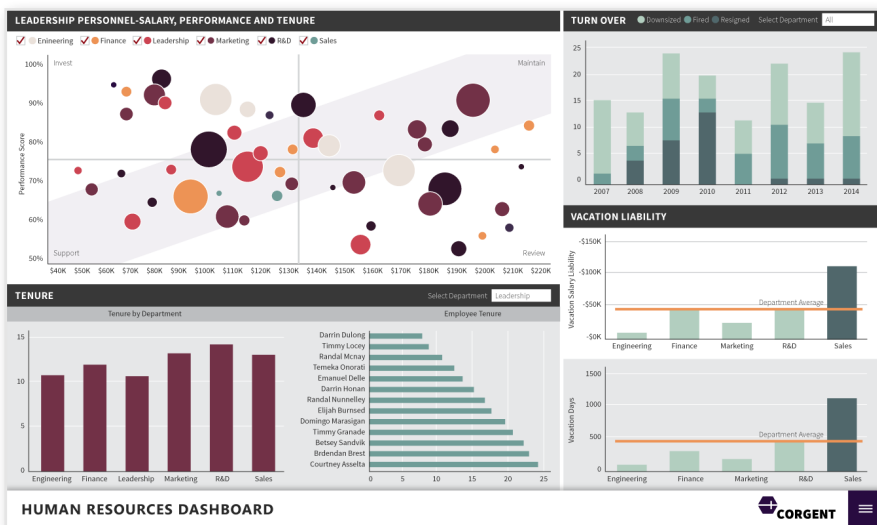 LEADERSHIP PERSONNEL-SALARY, PERFORMANCE AND TENURE
Enineering Finance Leadership Marketing R&D Sales
100%
90%
80%
70%
60%
50%
Performance Score
Invest
Maintain
Support
Review
$40K $50K $60K $70K $80K $90K $100K $110K $120K $130K $140K $150K $160K $170K $180K $190K $200K $210K $220K
TURN OVER
Downsized Fired Resigned
Select Department All
25
20
15
10
5
0
2007 2008 2009 2010 2011 2012 2013 2014
VACATION LIABILITY
Vacation Salary Liability
-$150K
-$100K
-$50K
-$0K
Department Average
Engineering Finance Marketing R&D Sales
Vacation Days
1500
1000
500
0
Department Average
Engineering Finance Marketing R&D Sales
TENURE
Select Department Leadership
Tenure by Department
15
10
5
0
Engineering Finance Leadership Marketing R&D Sales
Employee Tenure
Darrin Dulong
Timmy Locey
Randal Mcnay
Temeka Onorati
Emanuel Delle
Darrin Honan
Randal Nunnelley
Elijah Burnsed
Domingo Marasigan
Timmy Granade
Betsey Sandvik
Brdendan Brest
Courtney Asselta
0 5 10 15 20 25
HUMAN RESOURCES DASHBOARD
CORGENT